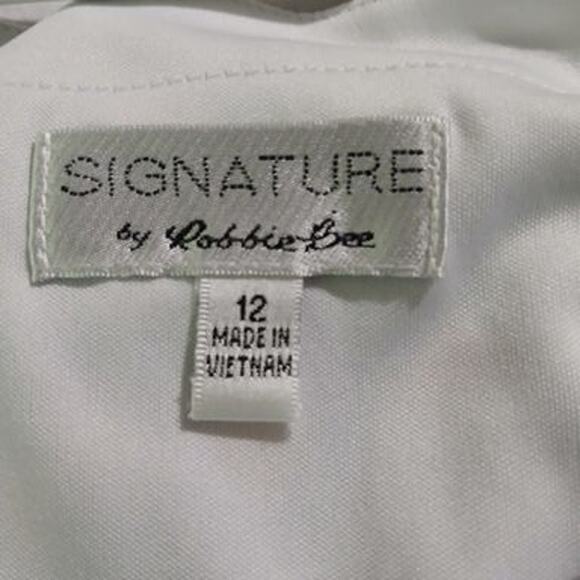 SIGNATURE
by Robbie Bee
12
MADE IN
VIETNAM